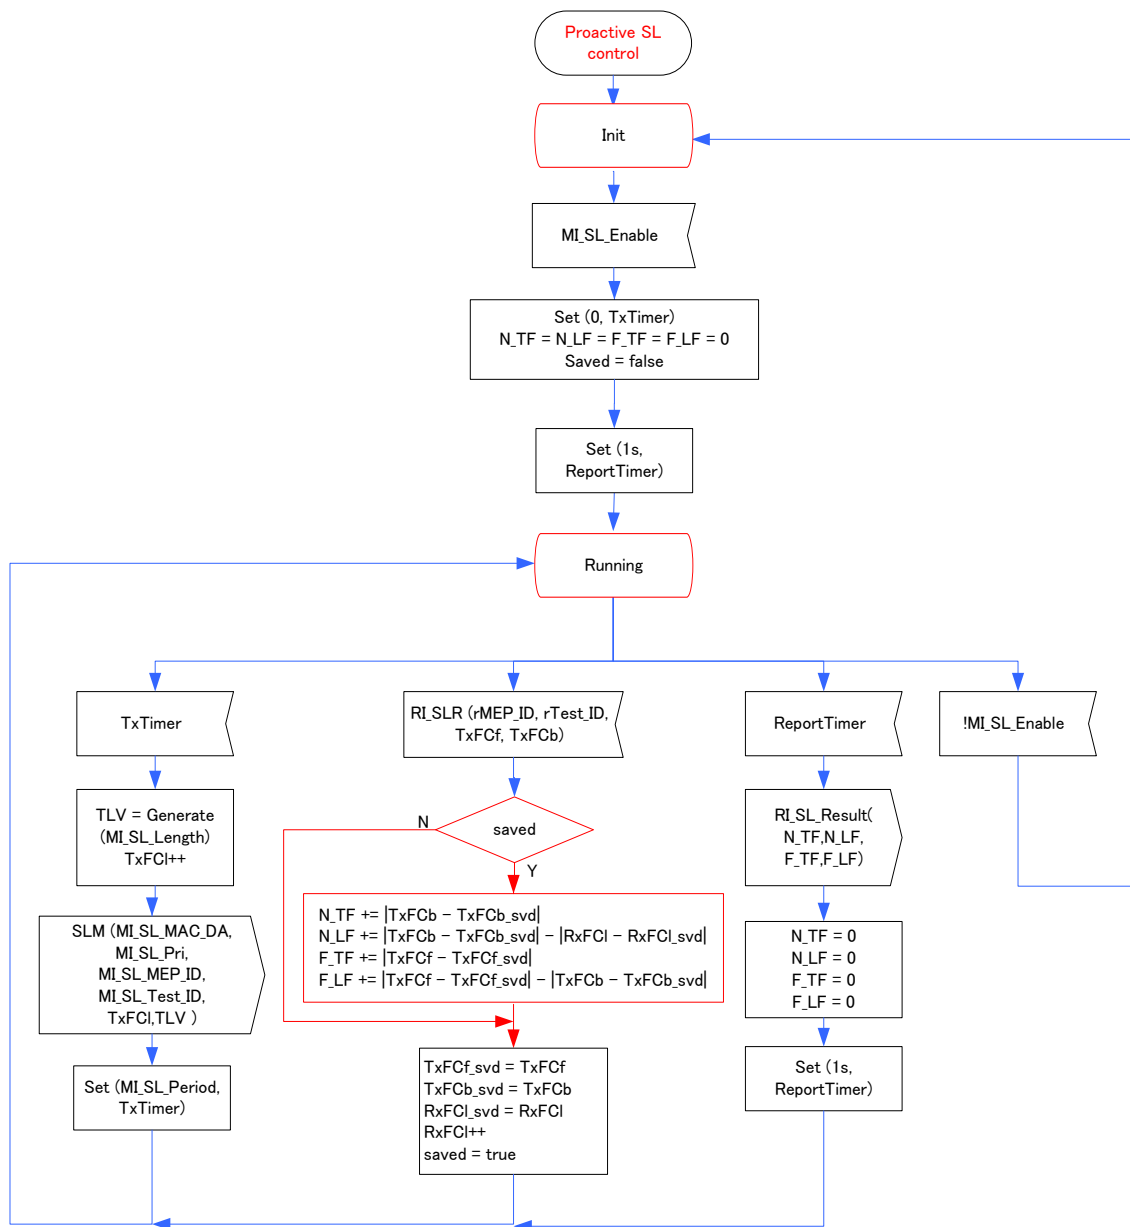 Proactive SL
control
Init
MI_SL_Enable
Set (0, TxTimer)
N_TF = N_LF = F_TF = F_LF = 0
Saved = false
Set (1s,
ReportTimer)
Running
TxTimer
TLV = Generate
(MI_SL_Length)
TxFCl++
SLM (MI_SL_MAC_DA,
MI_SL_Pri,
MI_SL_MEP_ID,
MI_SL_Test_ID,
TxFCl,TLV )
Set (MI_SL_Period,
TxTimer)
RI_SLR (rMEP_ID, rTest_ID,
TxFCf, TxFCb)
saved
N
Y
N_TF += |TxFCb − TxFCb_svd|
N_LF += |TxFCb − TxFCb_svd| − |RxFCl − RxFCl_svd|
F_TF += |TxFCf − TxFCf_svd|
F_LF += |TxFCf − TxFCf_svd| − |TxFCb − TxFCb_svd|
TxFCf_svd = TxFCf
TxFCb_svd = TxFCb
RxFCl_svd = RxFCl
RxFCl++
saved = true
ReportTimer
RI_SL_Result(
N_TF,N_LF,
F_TF,F_LF)
N_TF = 0
N_LF = 0
F_TF = 0
F_LF = 0
Set (1s,
ReportTimer)
!MI_SL_Enable